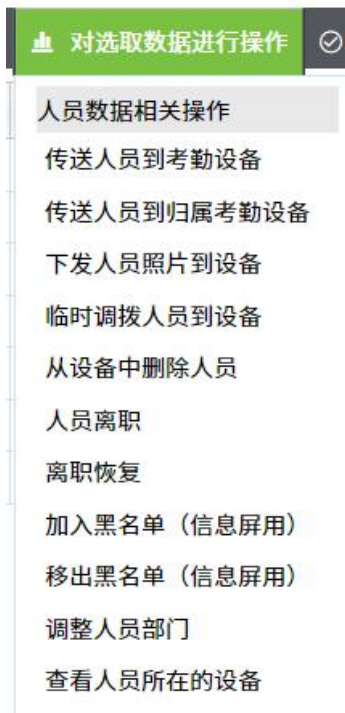 对选取数据进行操作
人员数据相关操作
传送人员到考勤设备
传送人员到归属考勤设备
下发人员照片到设备
临时调拨人员到设备
从设备中删除人员
人员离职
离职恢复
加入黑名单（信息屏用）
移出黑名单（信息屏用）
调整人员部门
查看人员所在的设备